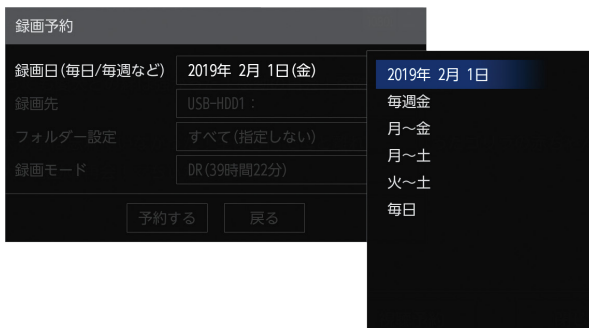 録画予約
録画日(毎日/毎週など) 2019年 2月 1日(金)
録画先 USB-HDD1 :
フォルダー設定 すべて(指定しない)
録画モード DR(39時間22分)
予約する 戻る
2019年 2月 1日
毎週金
月～金
月～土
火～土
毎日